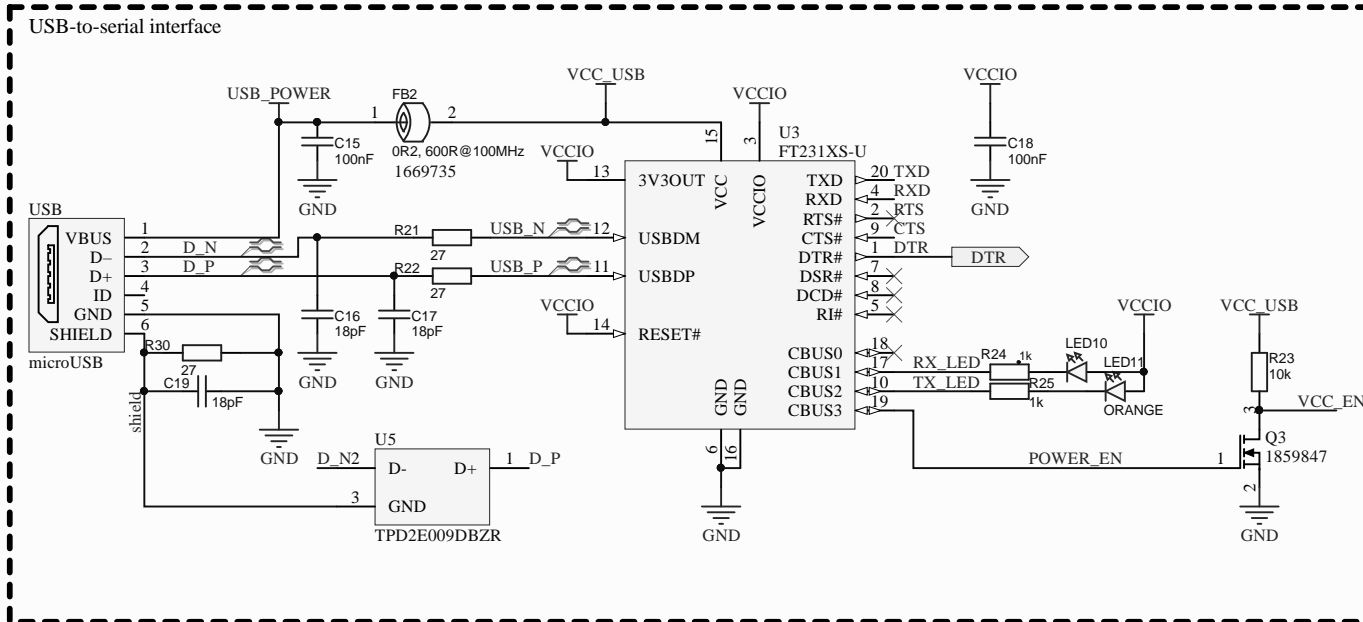 USB-to-serial interface
USB_POWER
FB2
1
2
0R2, 600R@100MHz
1669735
C15
100nF
GND
VCC_USB
VCCIO
VCCIO
C18
100nF
GND
U3
FT231XS-U
15
3
VCC
VCCIO
VCCIO
13
3V3OUT
12
USBDM
11
USBDP
VCCIO
14
RESET#
TXD
20
TXD
RXD
4
RXD
RTS#
2
RTS
CTS#
9
CTS
DTR#
1
DTR
DTR
DSR#
7
DCD#
8
RI#
5
CBUS0
18
CBUS1
17
RX_LED
CBUS2
10
TX_LED
CBUS3
19
POWER_EN
GND
GND
6
16
GND
USB
VBUS
1
D−
2
D_N
D+
3
D_P
ID
4
GND
5
SHIELD
6
microUSB
R21
27
USB_N
R22
27
USB_P
C16
18pF
GND
C17
18pF
GND
R30
27
C19
18pF
shield
GND
U5
D_N2
D-
D+
1
D_P
3
GND
TPD2E009DBZR
R24
1k
LED10
LED11
R25
1k
ORANGE
VCCIO
VCC_USB
R23
10k
VCC_EN
3
Q3
1859847
1
2
GND